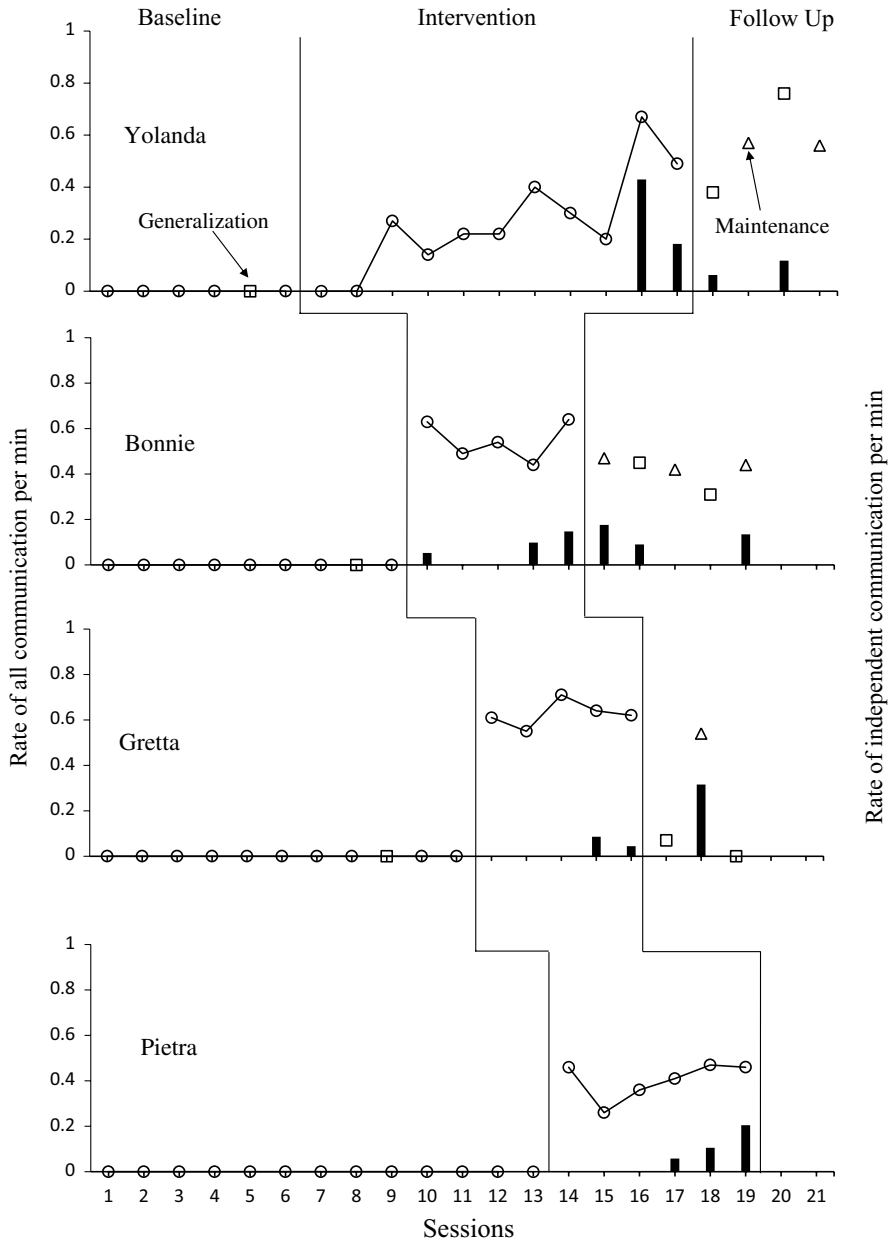 Baseline Intervention Follow Up
1
0.8
0.6
0.4
0.2
0
Yolanda
Generalization
Maintenance
1
0.8
0.6
0.4
0.2
0
Bonnie
1
0.8
0.6
0.4
0.2
0
Gretta
1
0.8
0.6
0.4
0.2
0
Pietra
1 2 3 4 5 6 7 8 9 10 11 12 13 14 15 16 17 18 19 20 21
Sessions
Rate of all communication per min
Rate of independent communication per min